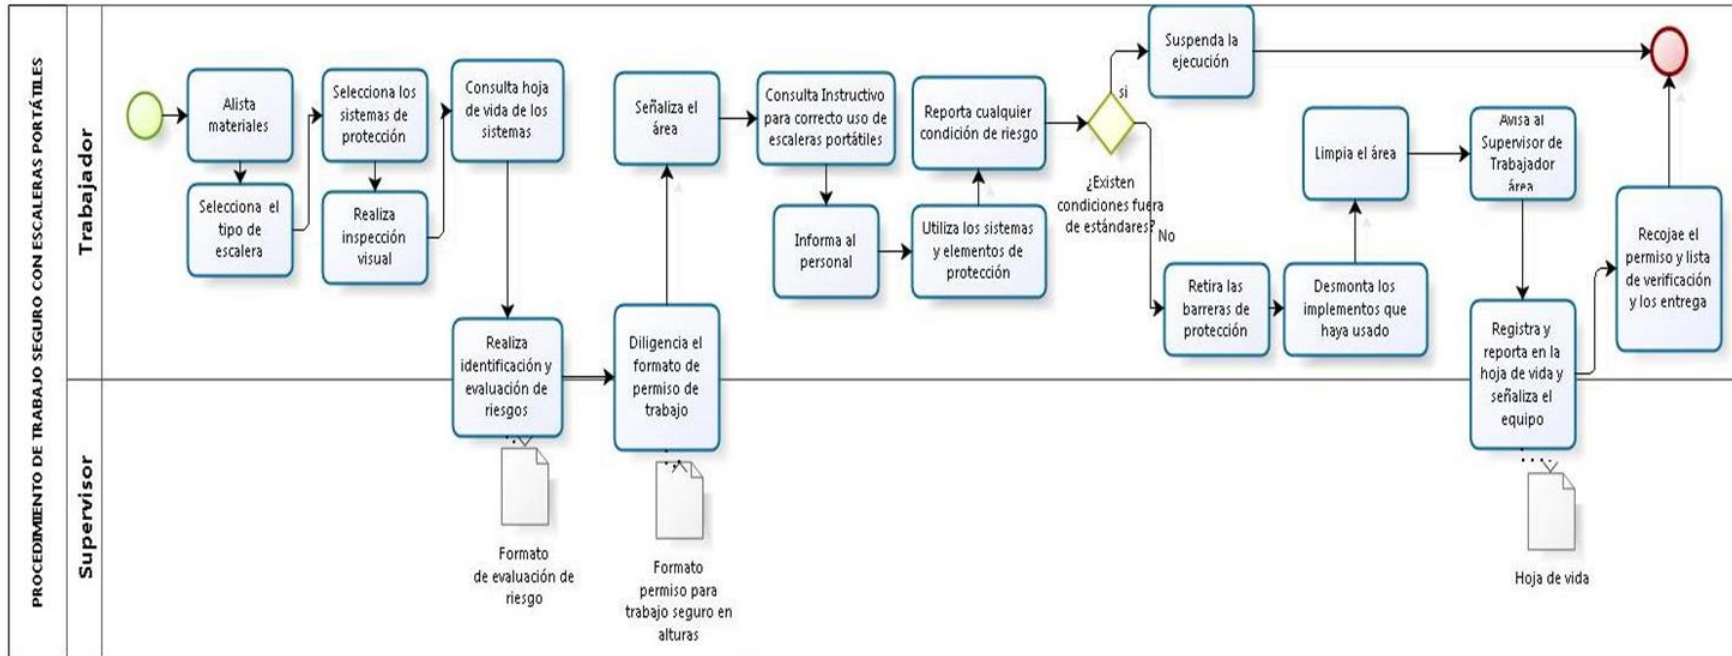 PROCEDIMIENTO DE TRABAJO SEGURO CON ESCALERAS PORTÁTILES
Trabajador
Supervisor
Alista
materiales
Selecciona el
tipo de
escalera
Selecciona los
sistemas de
protección
Realiza
inspección
visual
Consulta hoja
de vida de los
sistemas
Realiza
identificación y
evaluación de
riesgos
Formato
de evaluación de
riesgo
Diligencia el
formato de
permiso de
trabajo
Formato
permiso para
trabajo seguro en
alturas
Señaliza el
área
Consulta Instructivo
para correcto uso de
escaleras portátiles
Informa al
personal
Utiliza los sistemas
y elementos de
protección
Reporta cualquier
condición de riesgo
¿Existen
condiciones fuera
de estándares?
si
Suspenda la
ejecución
No
Retira las
barreras de
protección
Desmonta los
implementos que
haya usado
Limpia el área
Avisa al
Supervisor de
Trabajador
área
Registra y
reporta en la
hoja de vida y
señaliza el
equipo
Hoja de vida
Recojae el
permiso y lista
de verificación
y los entrega